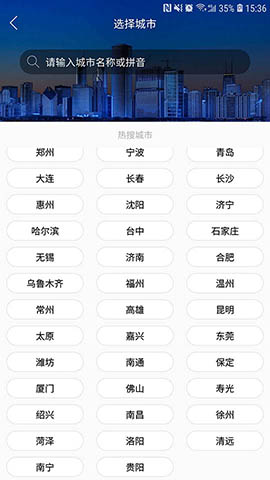 35% 15:36
选择城市
请输入城市名称或拼音
热搜城市
郑州 宁波 青岛
大连 长春 长沙
惠州 沈阳 济宁
哈尔滨 台中 石家庄
无锡 济南 合肥
乌鲁木齐 福州 温州
常州 高雄 昆明
太原 嘉兴 东莞
潍坊 南通 保定
厦门 佛山 寿光
绍兴 南昌 徐州
菏泽 洛阳 清远
南宁 贵阳